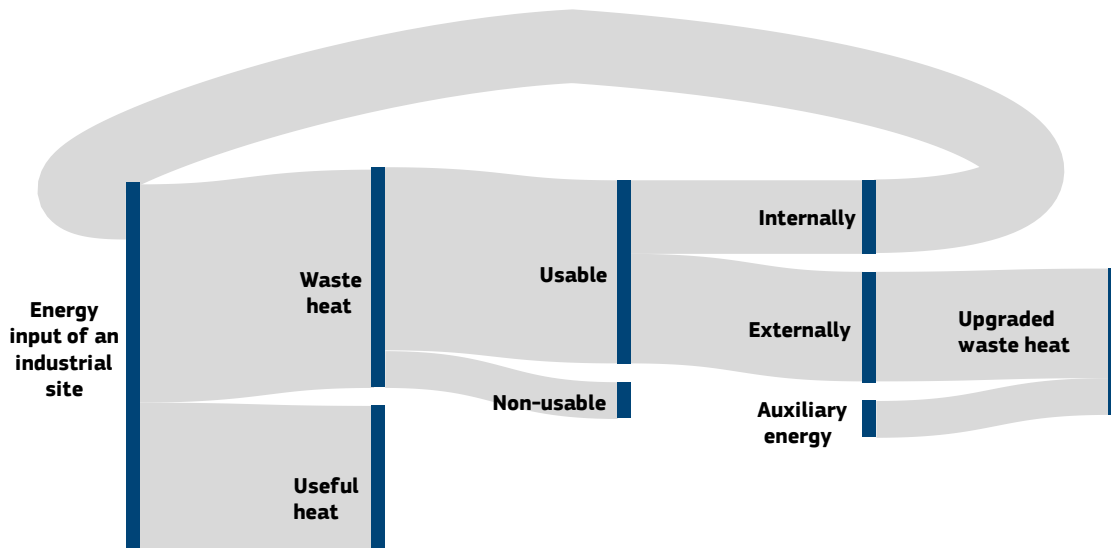 Energy
input of an
industrial
site
Waste
heat
Useful
heat
Usable
Non-usable
Internally
Externally
Auxiliary
energy
Upgraded
waste heat